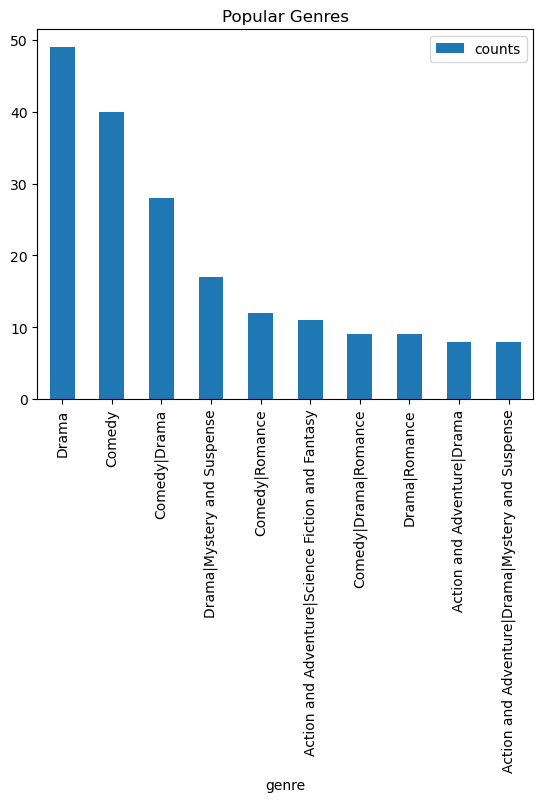 Popular Genres
counts
50
40
30
20
10
0
Drama
Comedy
Comedy|Drama
Drama|Mystery and Suspense
Comedy|Romance
Action and Adventure|Science Fiction and Fantasy
Comedy|Drama|Romance
Drama|Romance
Action and Adventure|Drama
Action and Adventure|Drama|Mystery and Suspense
genre